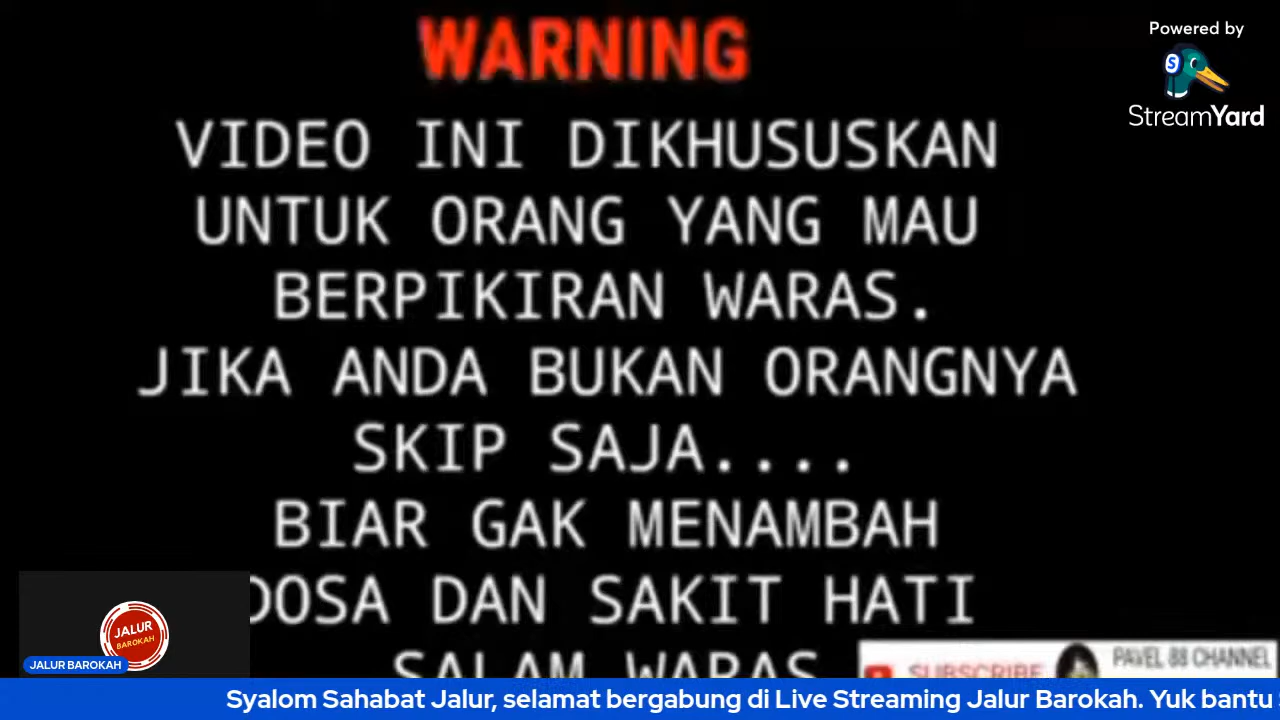 WARNING
Powered by
StreamYard
VIDEO INI DIKHUSUSKAN
UNTUK ORANG YANG MAU
BERPIKIRAN WARAS.
JIKA ANDA BUKAN ORANGNYA
SKIP SAJA....
BIAR GAK MENAMBAH
DOSA DAN SAKIT HATI
SALAM WARAS
JALUR
BAROKAH
JALUR BAROKAH
SUBSCRIBE
PAVEL 88 CHANNEL
Syalom Sahabat Jalur, selamat bergabung di Live Streaming Jalur Barokah. Yuk bantu